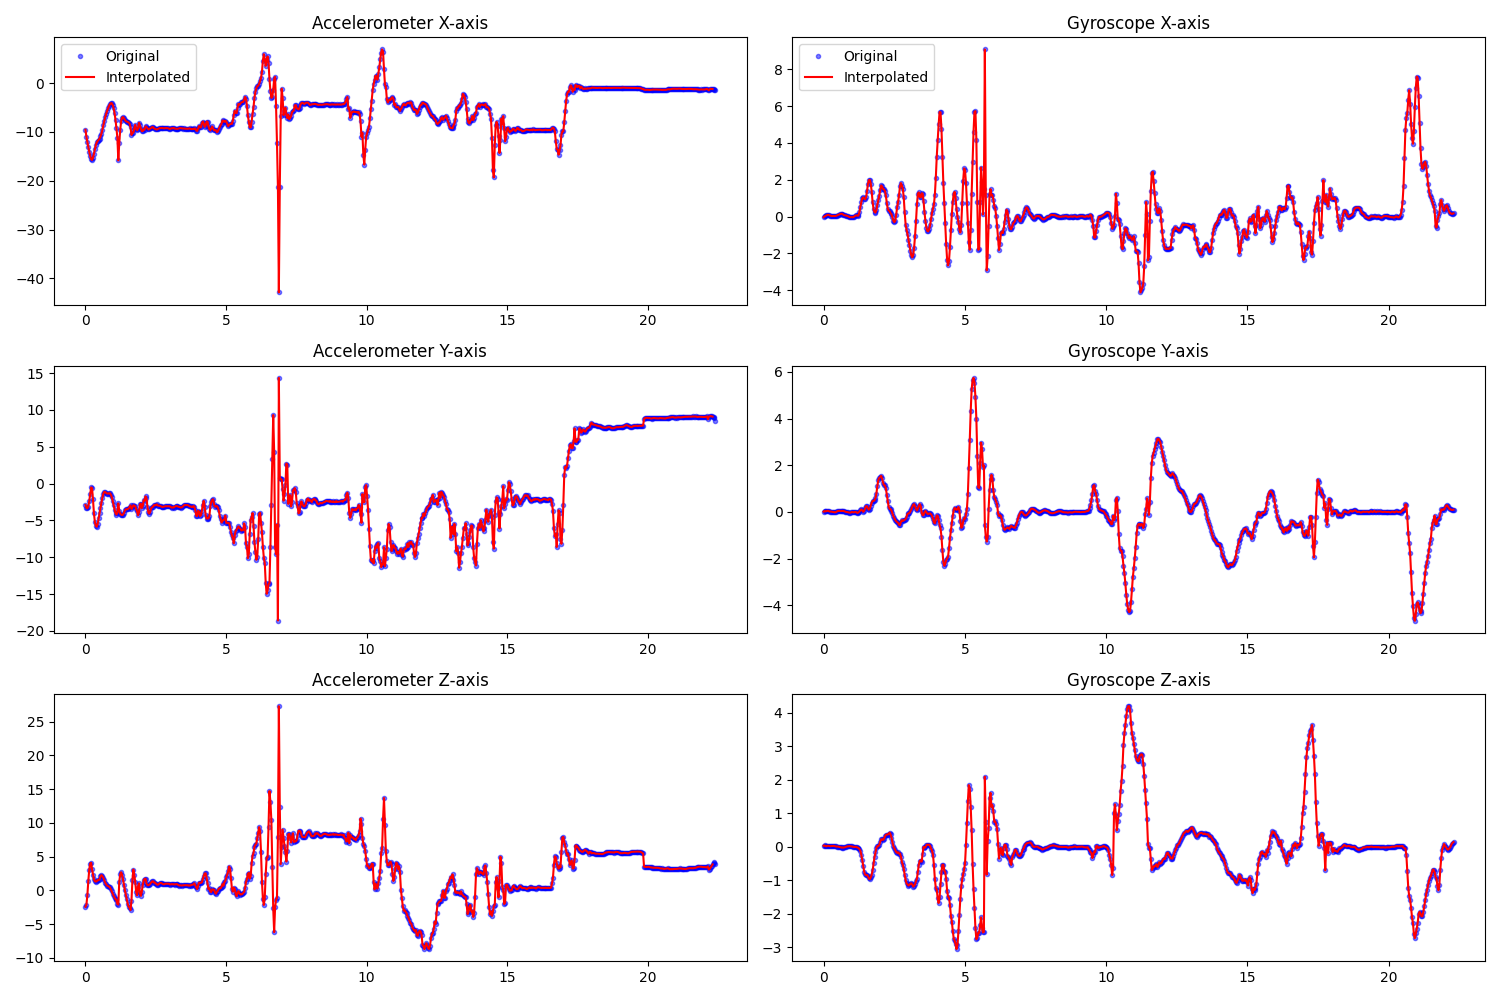 Accelerometer X-axis
Original
Interpolated
0
−10
−20
−30
−40
0 5 10 15 20
Gyroscope X-axis
Original
Interpolated
8
6
4
2
0
−2
−4
0 5 10 15 20
Accelerometer Y-axis
15
10
5
0
−5
−10
−15
−20
0 5 10 15 20
Gyroscope Y-axis
6
4
2
0
−2
−4
0 5 10 15 20
Accelerometer Z-axis
25
20
15
10
5
0
−5
−10
0 5 10 15 20
Gyroscope Z-axis
4
3
2
1
0
−1
−2
−3
0 5 10 15 20